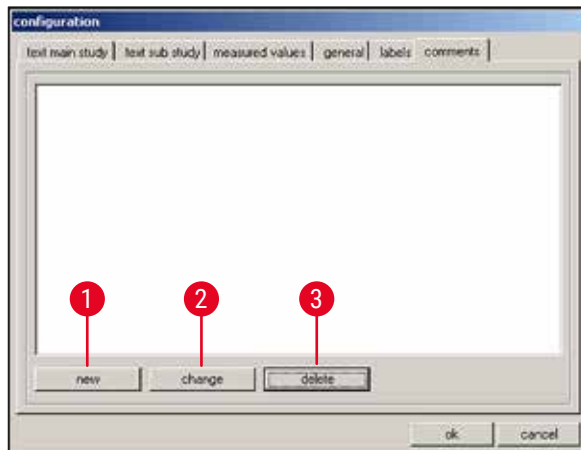 configuration
text main study text sub study measured values general labels comments
1 2 3
new change delete
ok cancel